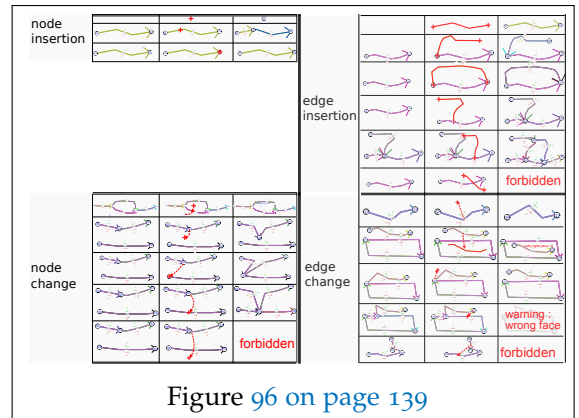 node
insertion
edge
insertion
forbidden
node
change
forbidden
edge
change
warning :
wrong face
forbidden
Figure 96 on page 139